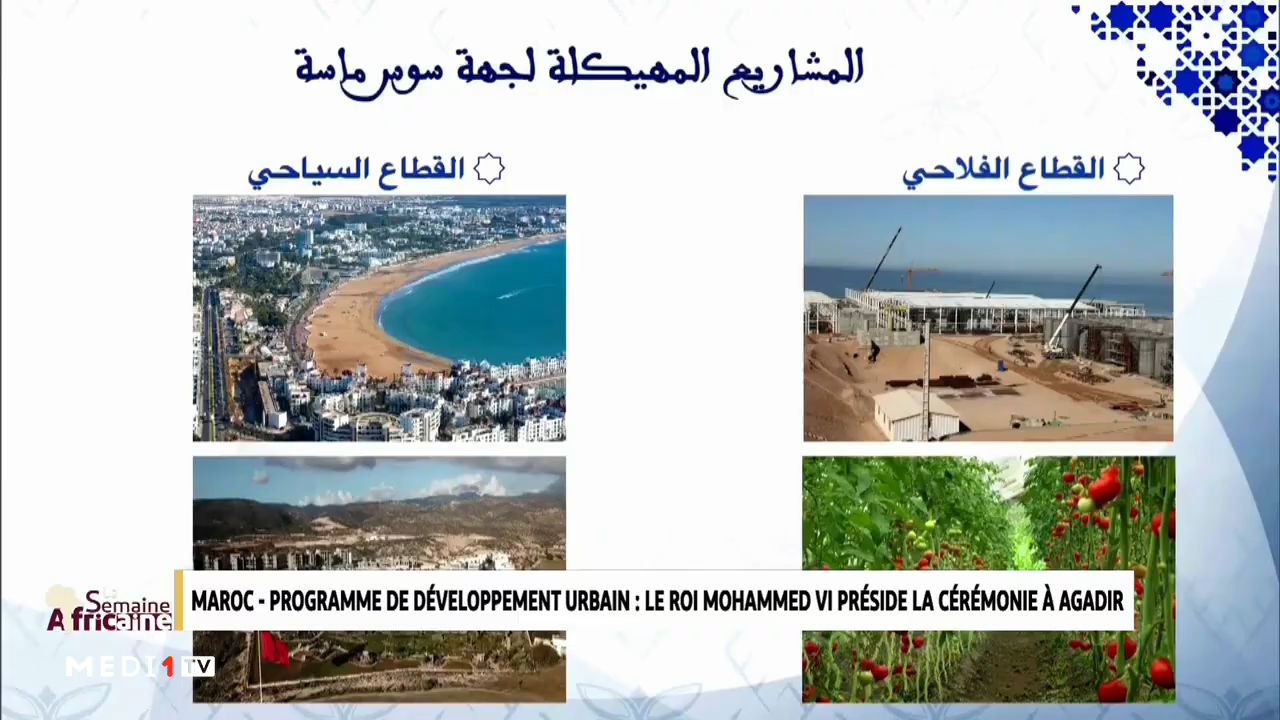 المشاريع المهيكلة لجهة سوس ماسة
القطاع الفلاحي
القطاع السياحي
La
Semaine
Africaine
MAROC - PROGRAMME DE DÉVELOPPEMENT URBAIN : LE ROI MOHAMMED VI PRÉSIDE LA CÉRÉMONIE À AGADIR
MEDI1TV